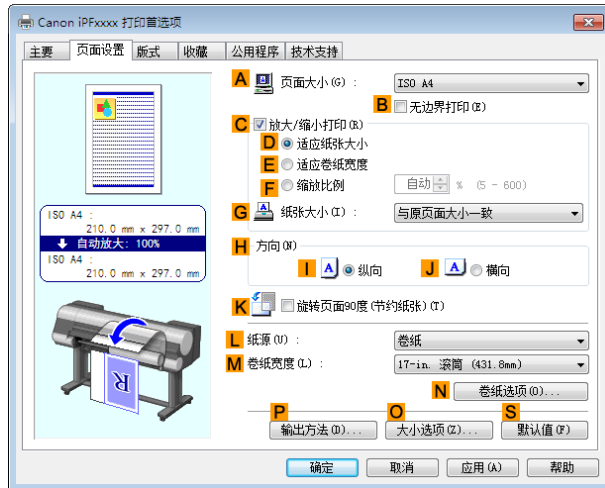 Canon iPFxxxx 打印首选项
主要 页面设置 版式 收藏 公用程序 技术支持
A 页面大小(G) : ISO A4
B 无边界打印(E)
C 放大/缩小打印(R)
D 适应纸张大小
E 适应卷纸宽度
F 缩放比例 自动 % (5 - 600)
G 纸张大小(I) : 与原页面大小一致
ISO A4 :
210.0 mm x 297.0 mm
自动放大: 100%
ISO A4 :
210.0 mm x 297.0 mm
H 方向(N)
I A 纵向 J A 横向
K 旋转页面90度(节约纸张)(T)
L 纸源(U) : 卷纸
M 卷纸宽度(L) : 17-in. 滚筒 (431.8mm)
N 卷纸选项(O)...
R
P O S
输出方法(D)... 大小选项(Z)... 默认值(F)
确定 取消 应用(A) 帮助